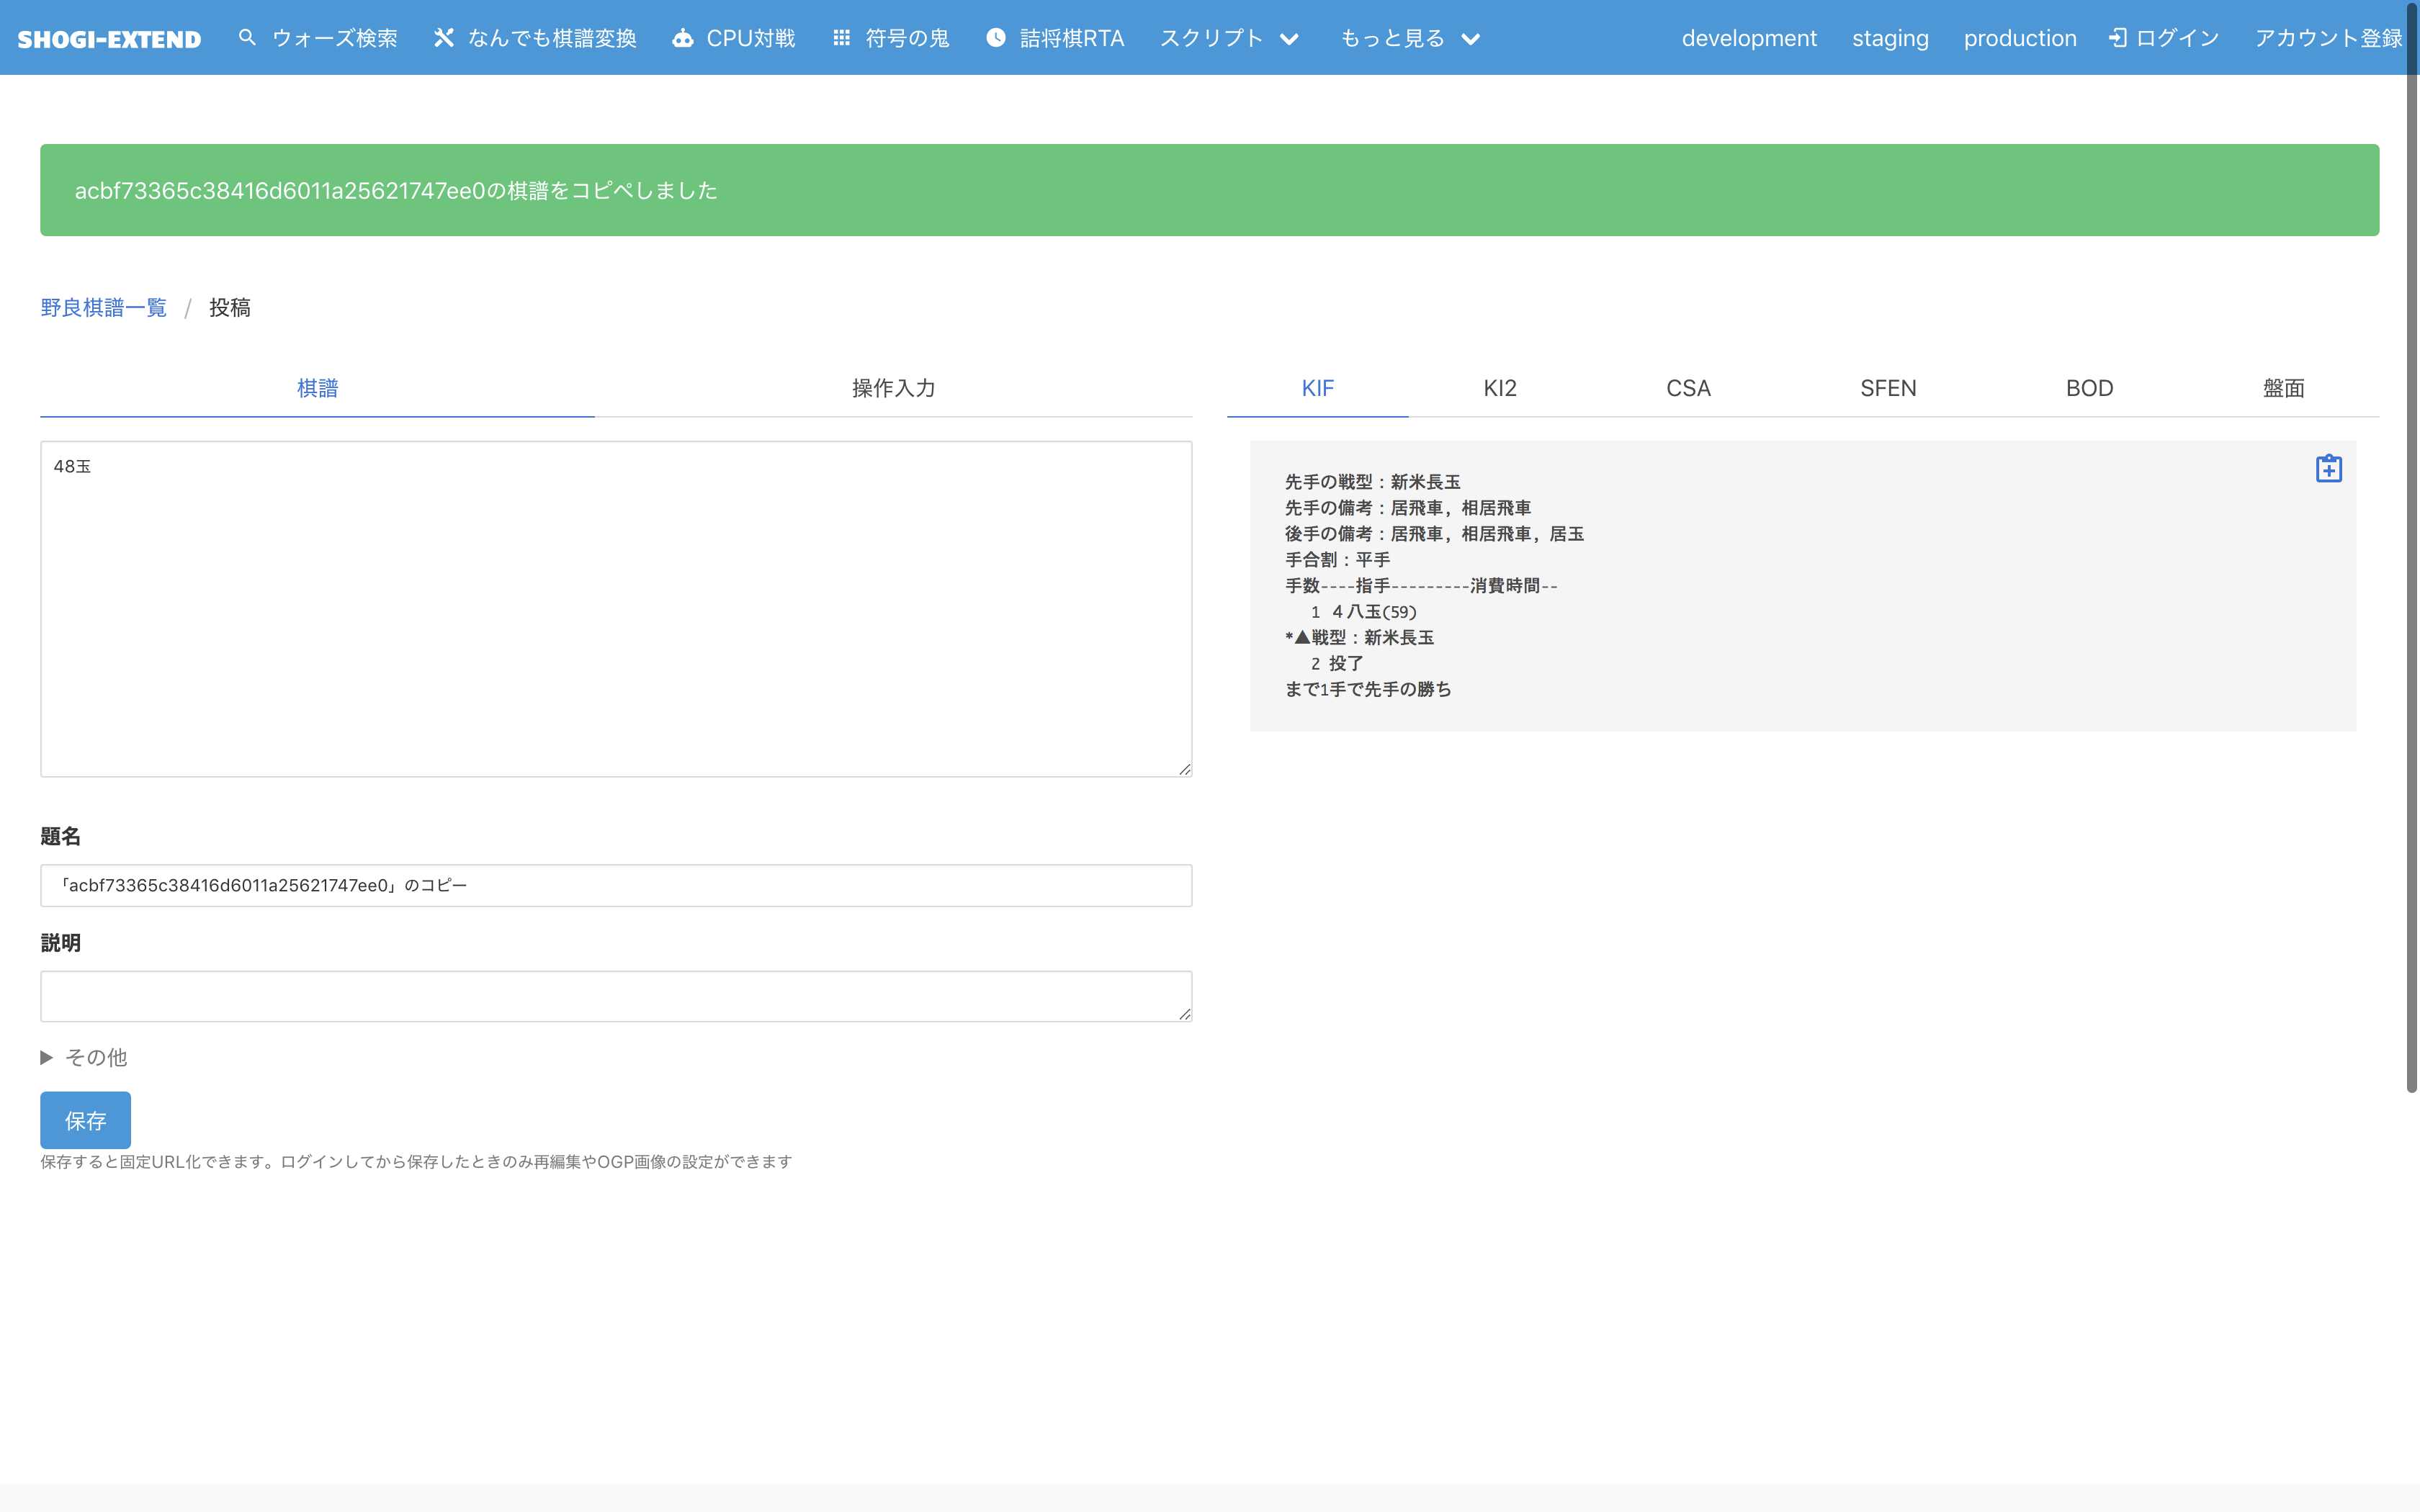 SHOGI-EXTEND ウォーズ検索 なんでも棋譜変換 CPU対戦 符号の鬼 詰将棋RTA スクリプト もっと見る development staging production ログイン アカウント登録
acbf73365c38416d6011a25621747ee0の棋譜をコピペしました
野良棋譜一覧 / 投稿
棋譜 操作入力
48玉
題名
「acbf73365c38416d6011a25621747ee0」のコピー
説明
その他
保存
保存すると固定URL化できます。ログインしてから保存したときのみ再編集やOGP画像の設定ができます
KIF KI2 CSA SFEN BOD 盤面
先手の戦型：新米長玉
先手の備考：居飛車, 相居飛車
後手の備考：居飛車, 相居飛車, 居玉
手合割：平手
手数----指手---------消費時間--
1 ４八玉(59)
*▲戦型：新米長玉
2 投了
まで1手で先手の勝ち